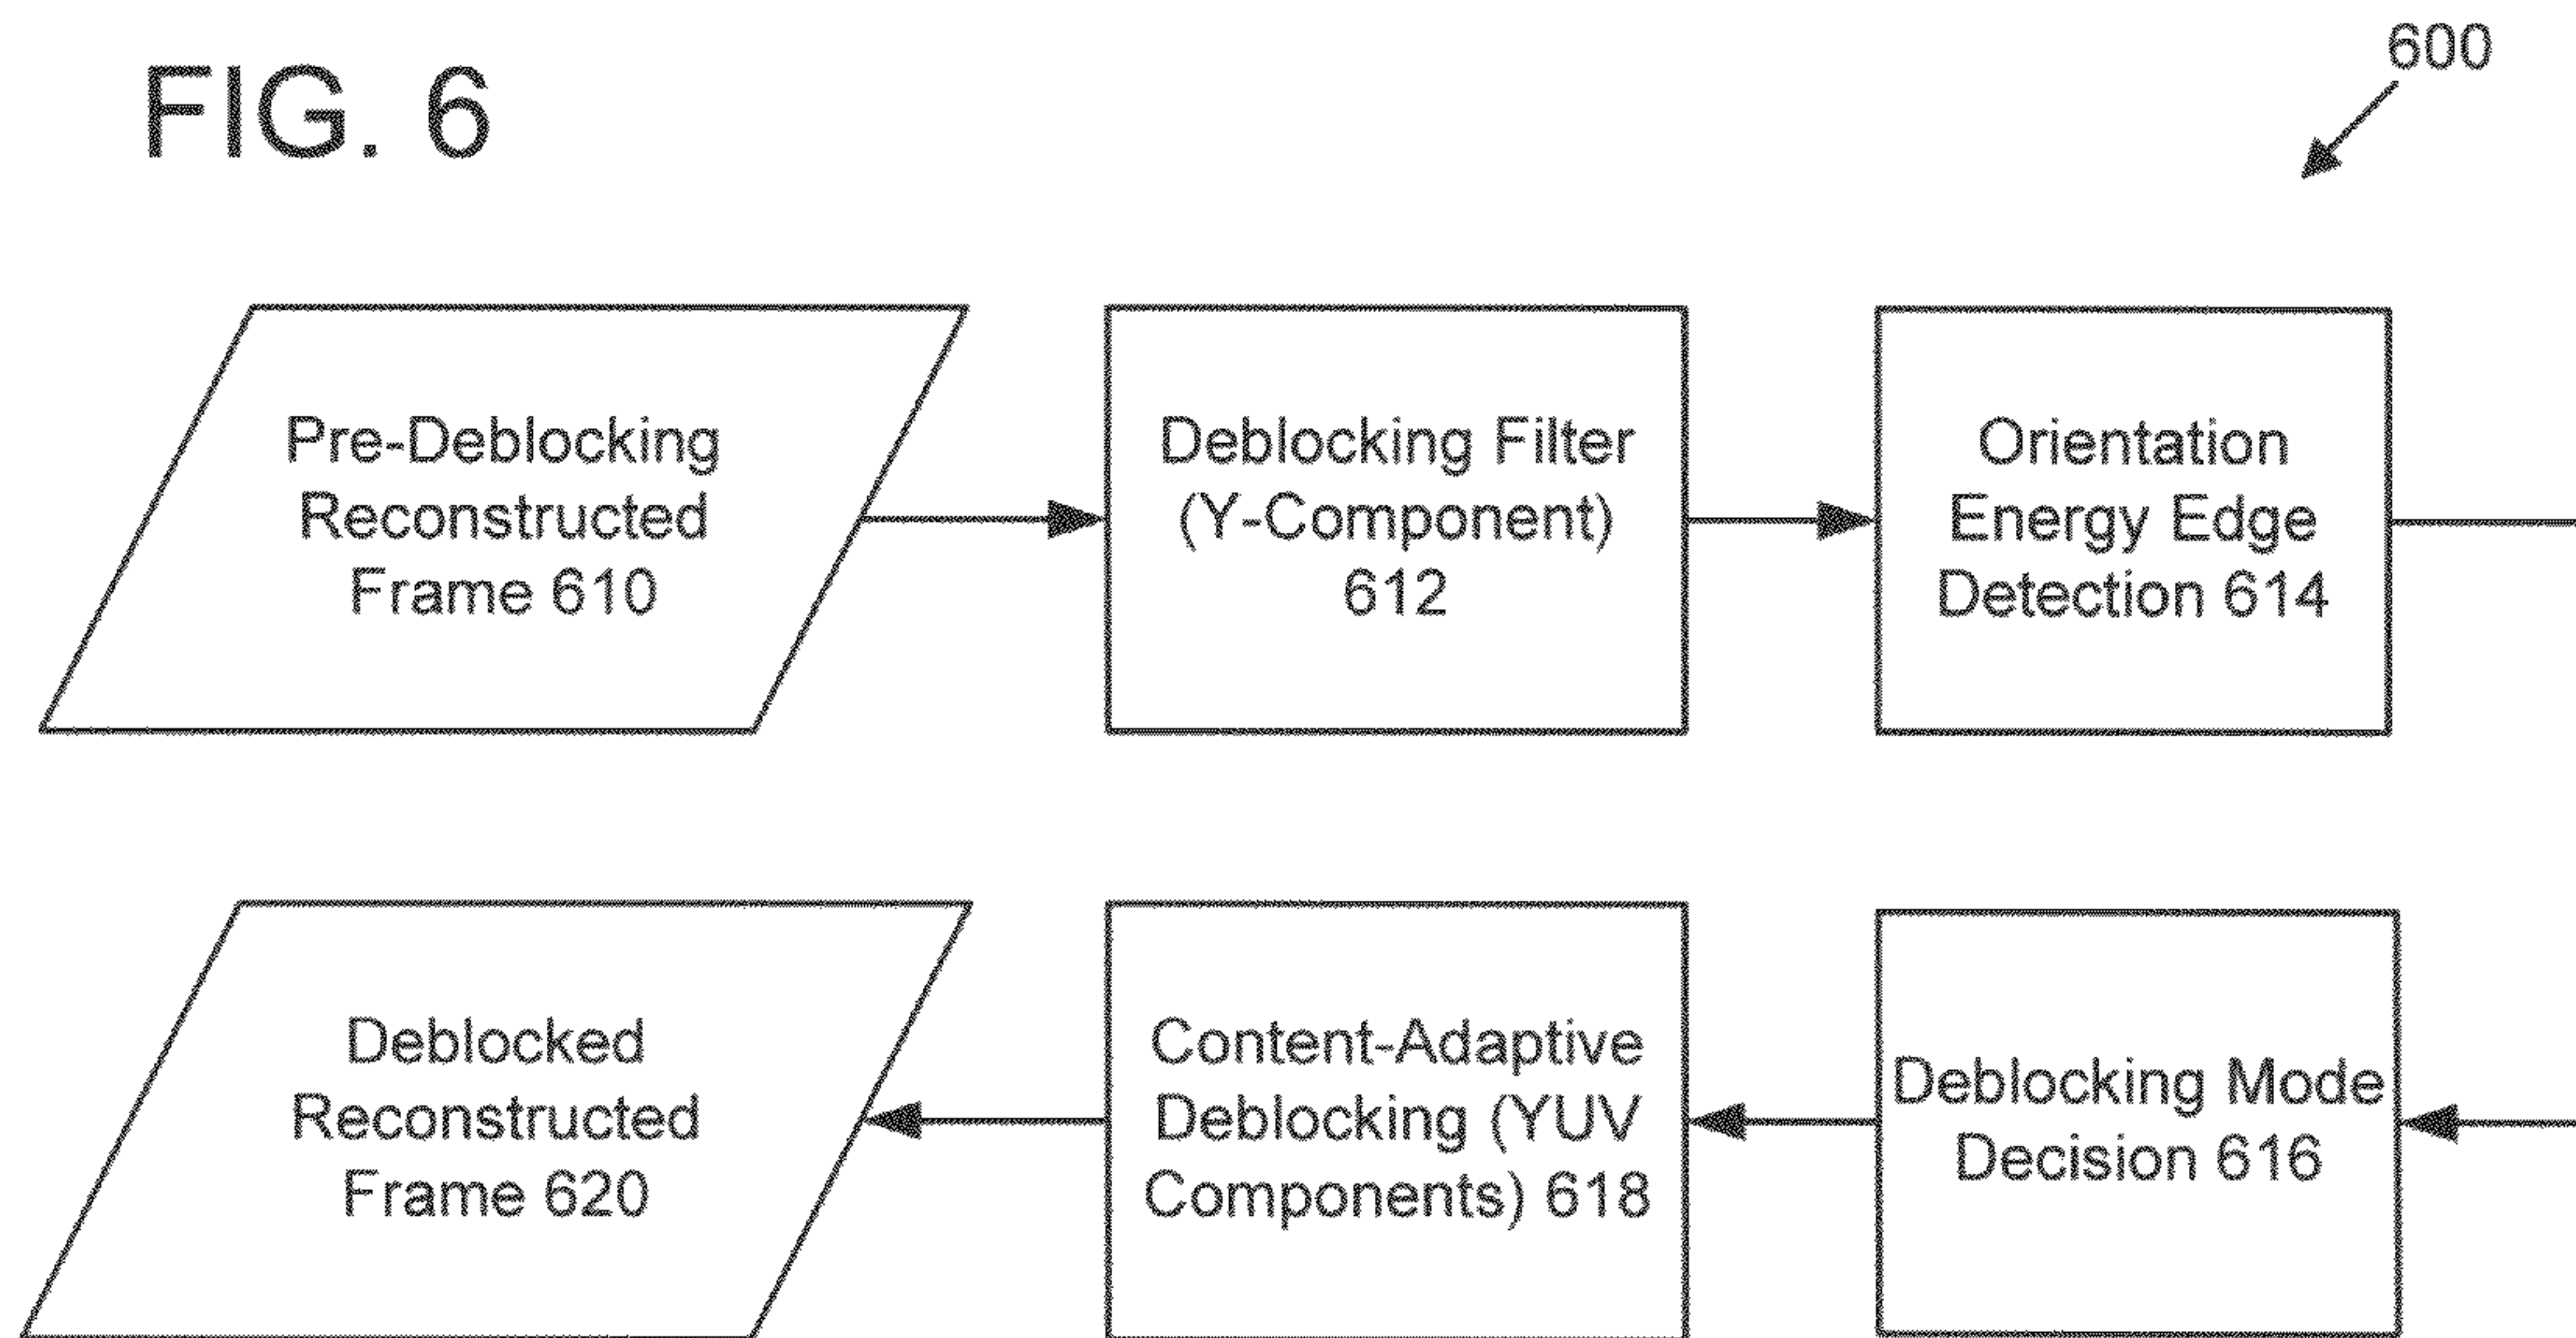 FIG. 6
600
Pre-Deblocking
Reconstructed
Frame 610
Deblocking Filter
(Y-Component)
612
Orientation
Energy Edge
Detection 614
Deblocked
Reconstructed
Frame 620
Content-Adaptive
Deblocking (YUV
Components) 618
Deblocking Mode
Decision 616